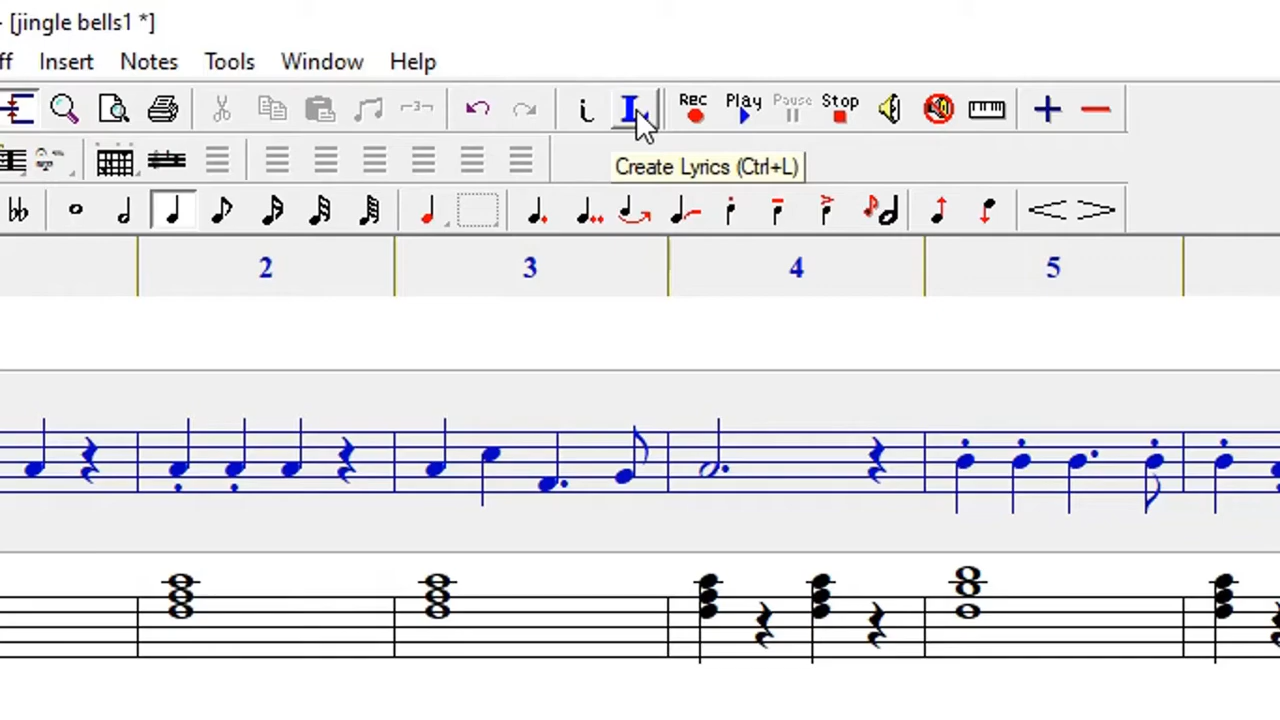 - [jingle bells1 *]
ff Insert Notes Tools Window Help
-3- i L Rec Play Pause Stop
Create Lyrics (Ctrl+L)
2 3 4 5